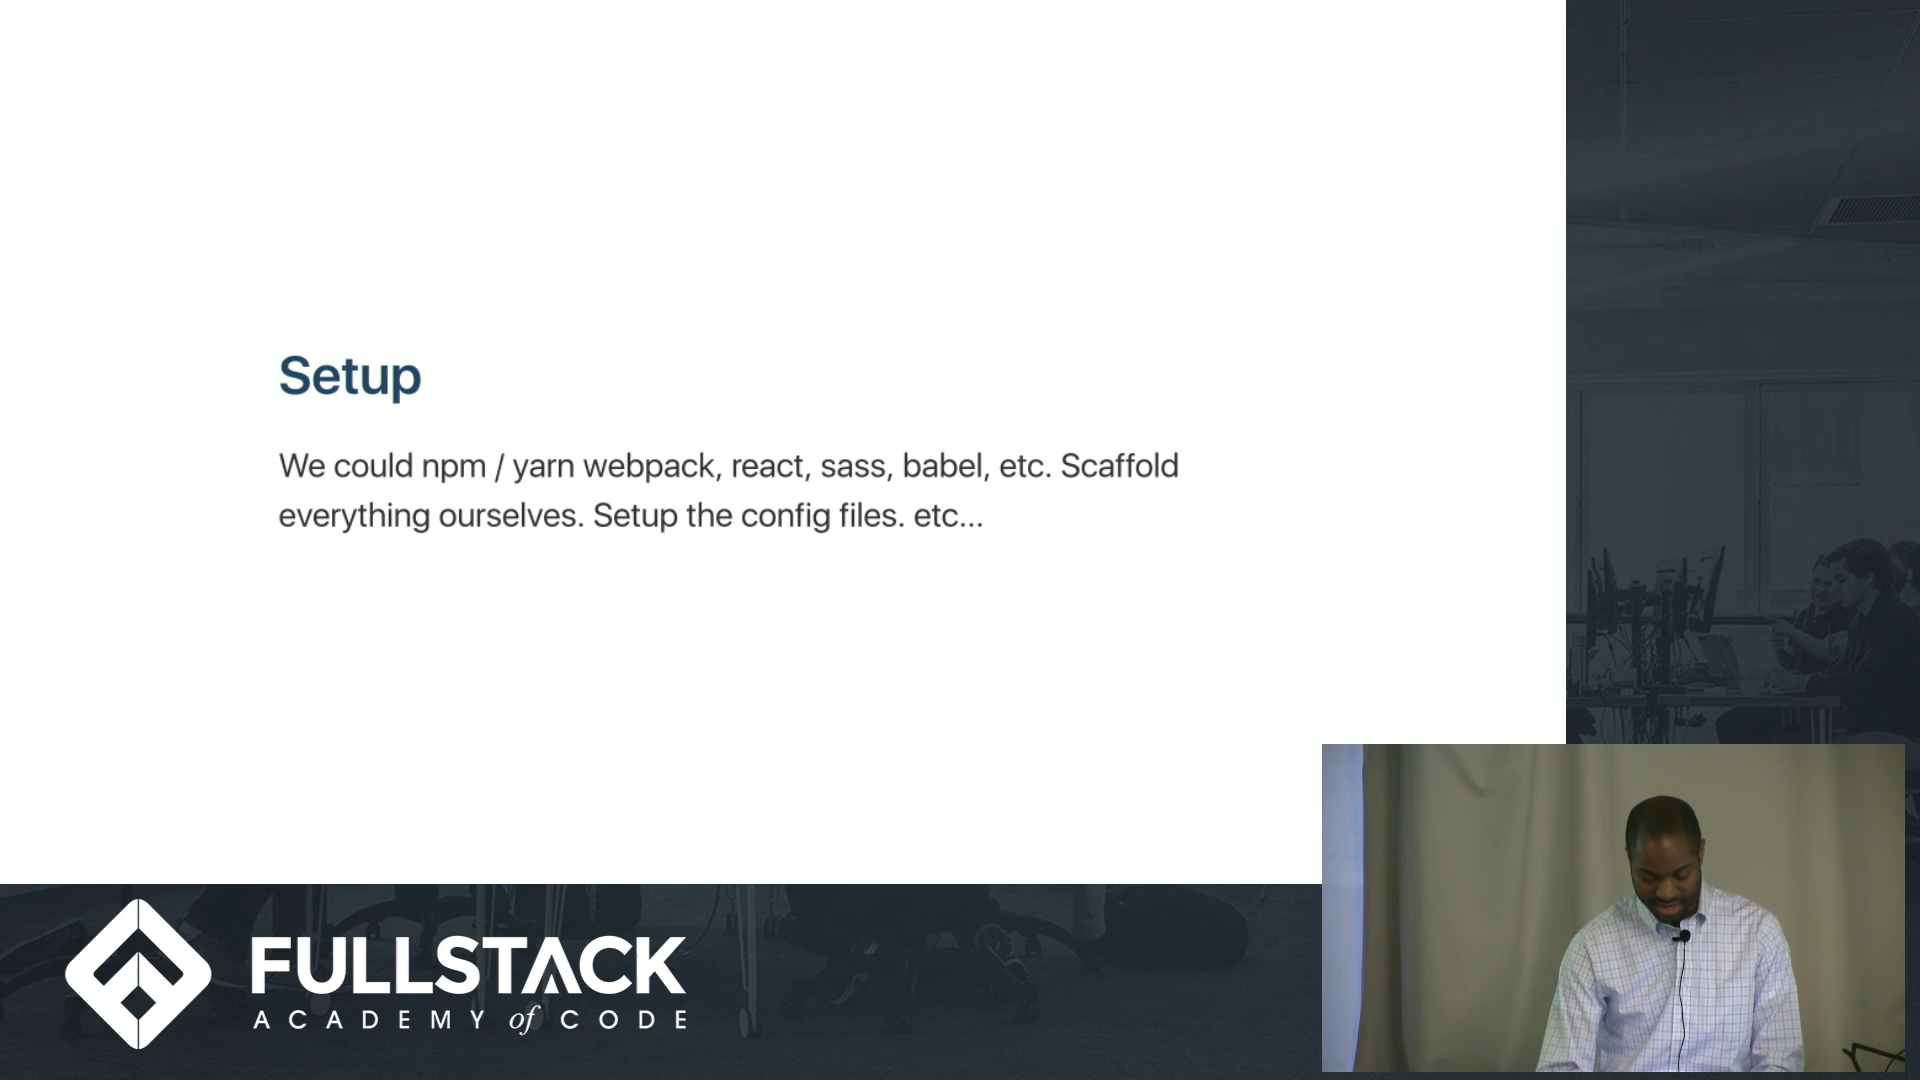 Setup
We could npm / yarn webpack, react, sass, babel, etc. Scaffold
everything ourselves. Setup the config files. etc...
FULLSTACK
ACADEMY of CODE